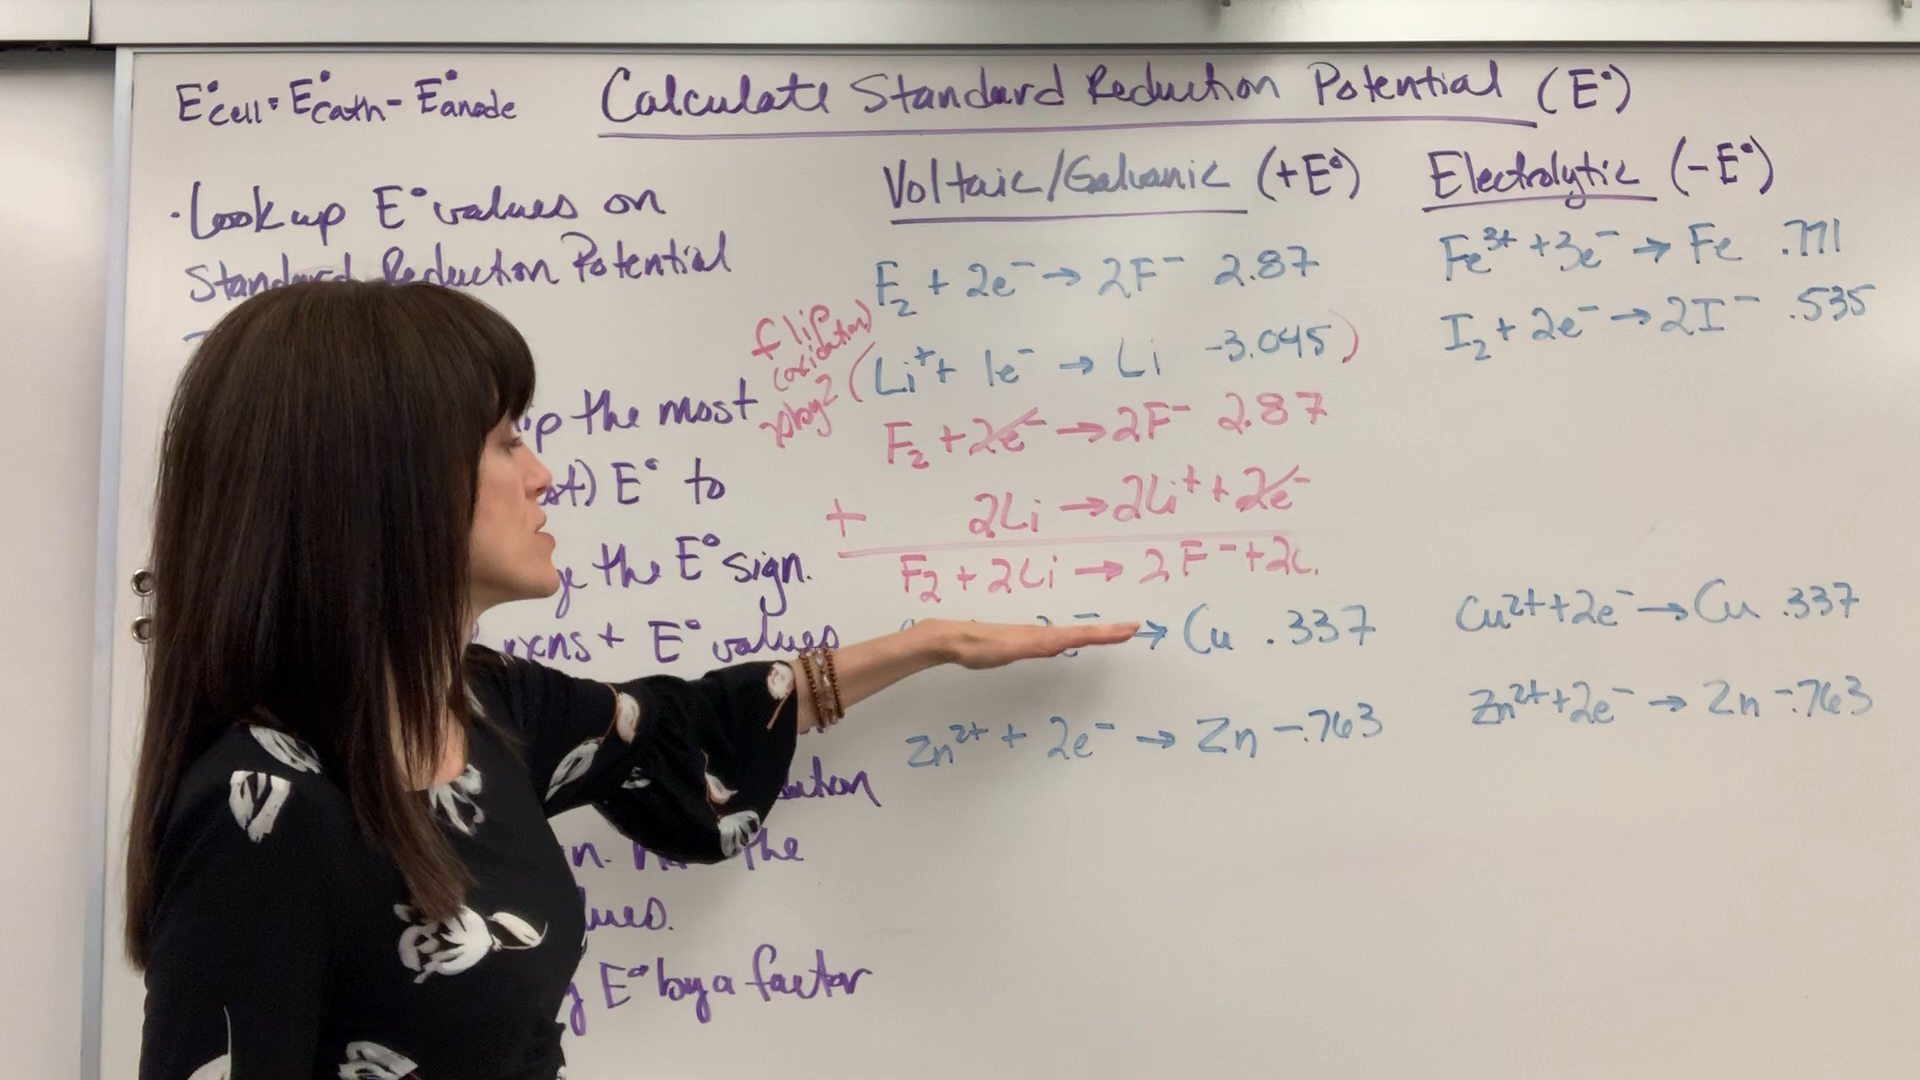 E°cell = E°cath - E°anode
Calculate Standard Reduction Potential (E°)
• Look up E° values on
Standard Reduction Potential
the most
E° to
the E° sign.
rxns + E° values
the
E° by a factor
Voltaic/Galvanic (+E°)
F₂ + 2e⁻ → 2F⁻ 2.87
flip
(oxidation)
x by 2
(Li⁺ + 1e⁻ → Li -3.045)
F₂ + 2e⁻ → 2F⁻ 2.87
+ 2Li → 2Li⁺ + 2e⁻
F₂ + 2Li → 2F⁻ + 2L
→ Cu .337
Zn²⁺ + 2e⁻ → Zn -.763
Electrolytic (-E°)
Fe³⁺ + 3e⁻ → Fe .771
I₂ + 2e⁻ → 2I⁻ .535
Cu²⁺ + 2e⁻ → Cu .337
Zn²⁺ + 2e⁻ → Zn -.763